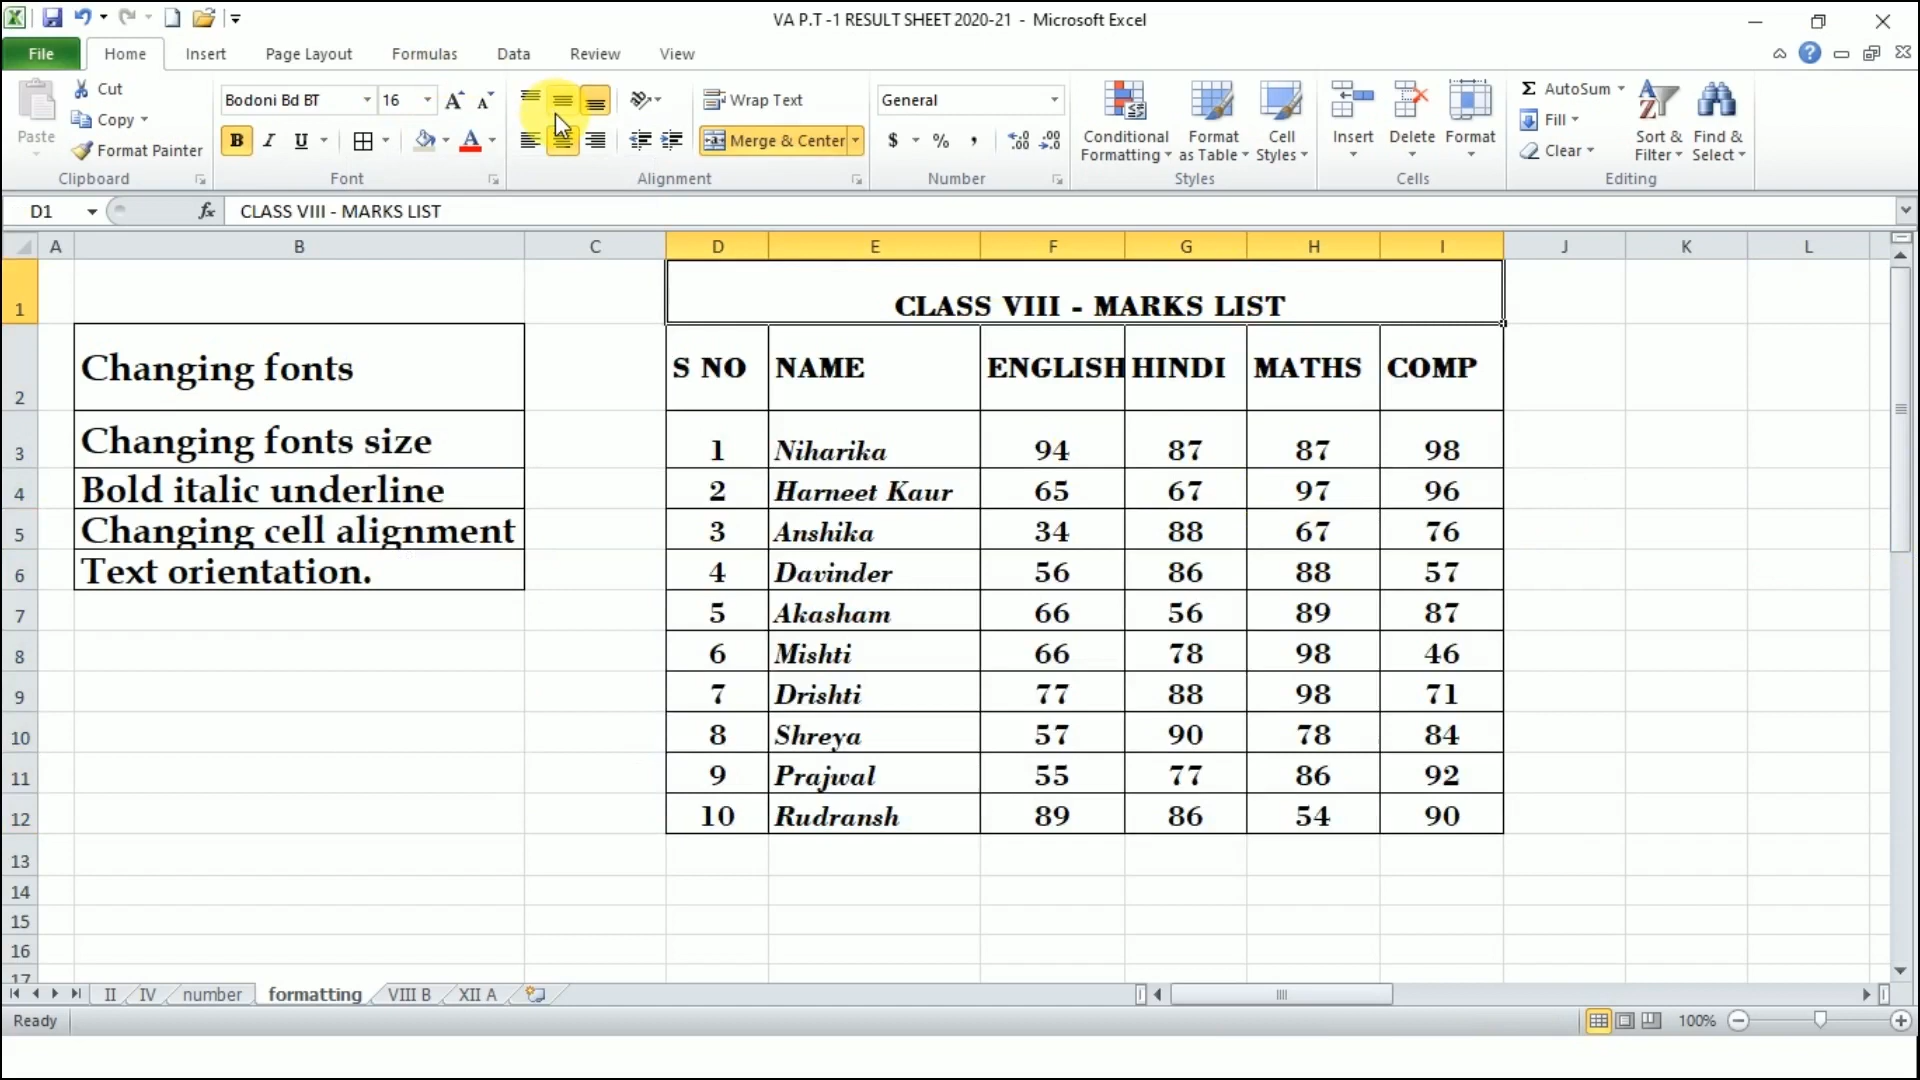 VA P.T -1 RESULT SHEET 2020-21 - Microsoft Excel
File Home Insert Page Layout Formulas Data Review View
Paste
Cut
Copy
Format Painter
Clipboard
Bodoni Bd BT 16
B I U
Font
Wrap Text
Merge & Center
Alignment
General
$ % ,
Number
Conditional Formatting
Format as Table
Cell Styles
Styles
Insert Delete Format
Cells
AutoSum
Fill
Clear
Sort & Filter
Find & Select
Editing
D1 fx CLASS VIII - MARKS LIST
A B C D E F G H I J K L
1 CLASS VIII - MARKS LIST
2 Changing fonts S NO NAME ENGLISH HINDI MATHS COMP
3 Changing fonts size 1 Niharika 94 87 87 98
4 Bold italic underline 2 Harneet Kaur 65 67 97 96
5 Changing cell alignment 3 Anshika 34 88 67 76
6 Text orientation. 4 Davinder 56 86 88 57
7 5 Akasham 66 56 89 87
8 6 Mishti 66 78 98 46
9 7 Drishti 77 88 98 71
10 8 Shreya 57 90 78 84
11 9 Prajwal 55 77 86 92
12 10 Rudransh 89 86 54 90
13
14
15
16
17
II IV number formatting VIII B XII A
Ready 100%